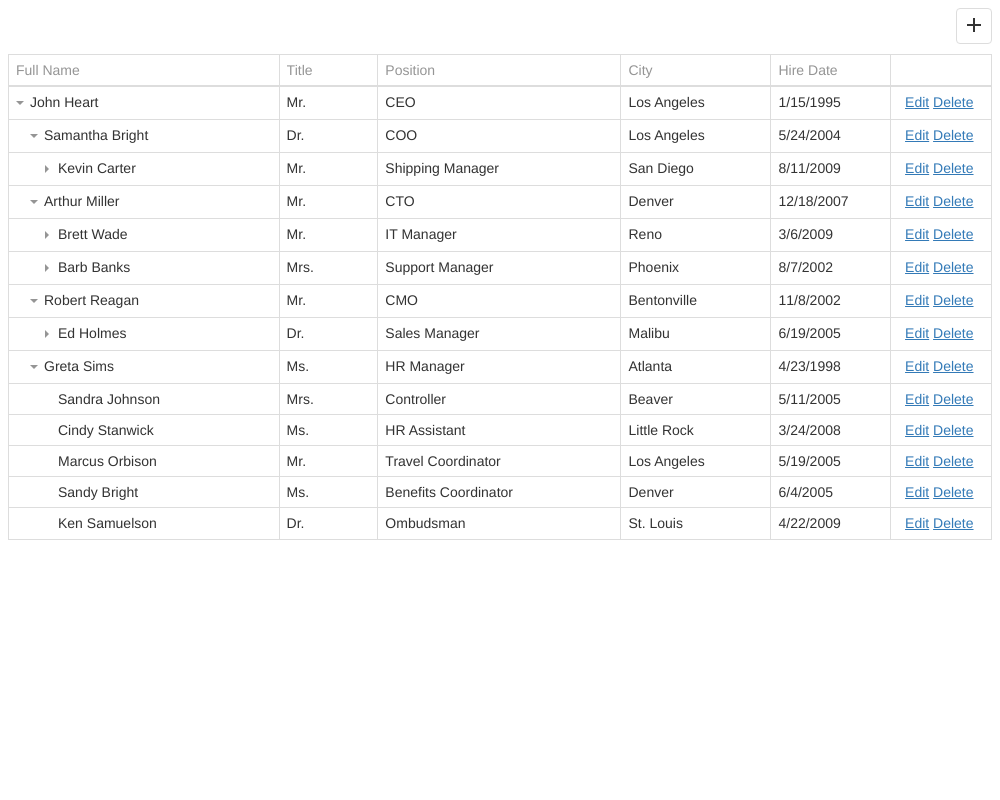 Full Name Title Position City Hire Date
John Heart Mr. CEO Los Angeles 1/15/1995 Edit Delete
Samantha Bright Dr. COO Los Angeles 5/24/2004 Edit Delete
Kevin Carter Mr. Shipping Manager San Diego 8/11/2009 Edit Delete
Arthur Miller Mr. CTO Denver 12/18/2007 Edit Delete
Brett Wade Mr. IT Manager Reno 3/6/2009 Edit Delete
Barb Banks Mrs. Support Manager Phoenix 8/7/2002 Edit Delete
Robert Reagan Mr. CMO Bentonville 11/8/2002 Edit Delete
Ed Holmes Dr. Sales Manager Malibu 6/19/2005 Edit Delete
Greta Sims Ms. HR Manager Atlanta 4/23/1998 Edit Delete
Sandra Johnson Mrs. Controller Beaver 5/11/2005 Edit Delete
Cindy Stanwick Ms. HR Assistant Little Rock 3/24/2008 Edit Delete
Marcus Orbison Mr. Travel Coordinator Los Angeles 5/19/2005 Edit Delete
Sandy Bright Ms. Benefits Coordinator Denver 6/4/2005 Edit Delete
Ken Samuelson Dr. Ombudsman St. Louis 4/22/2009 Edit Delete